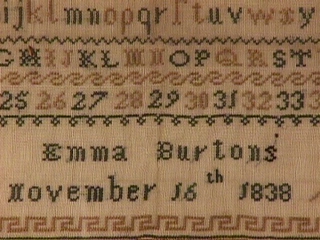 ijklmnopqrſtuvwxy
GHIJKLMNOPQRST
25 26 27 28 29 30 31 32 33
Emma Burtons
November 16th 1838